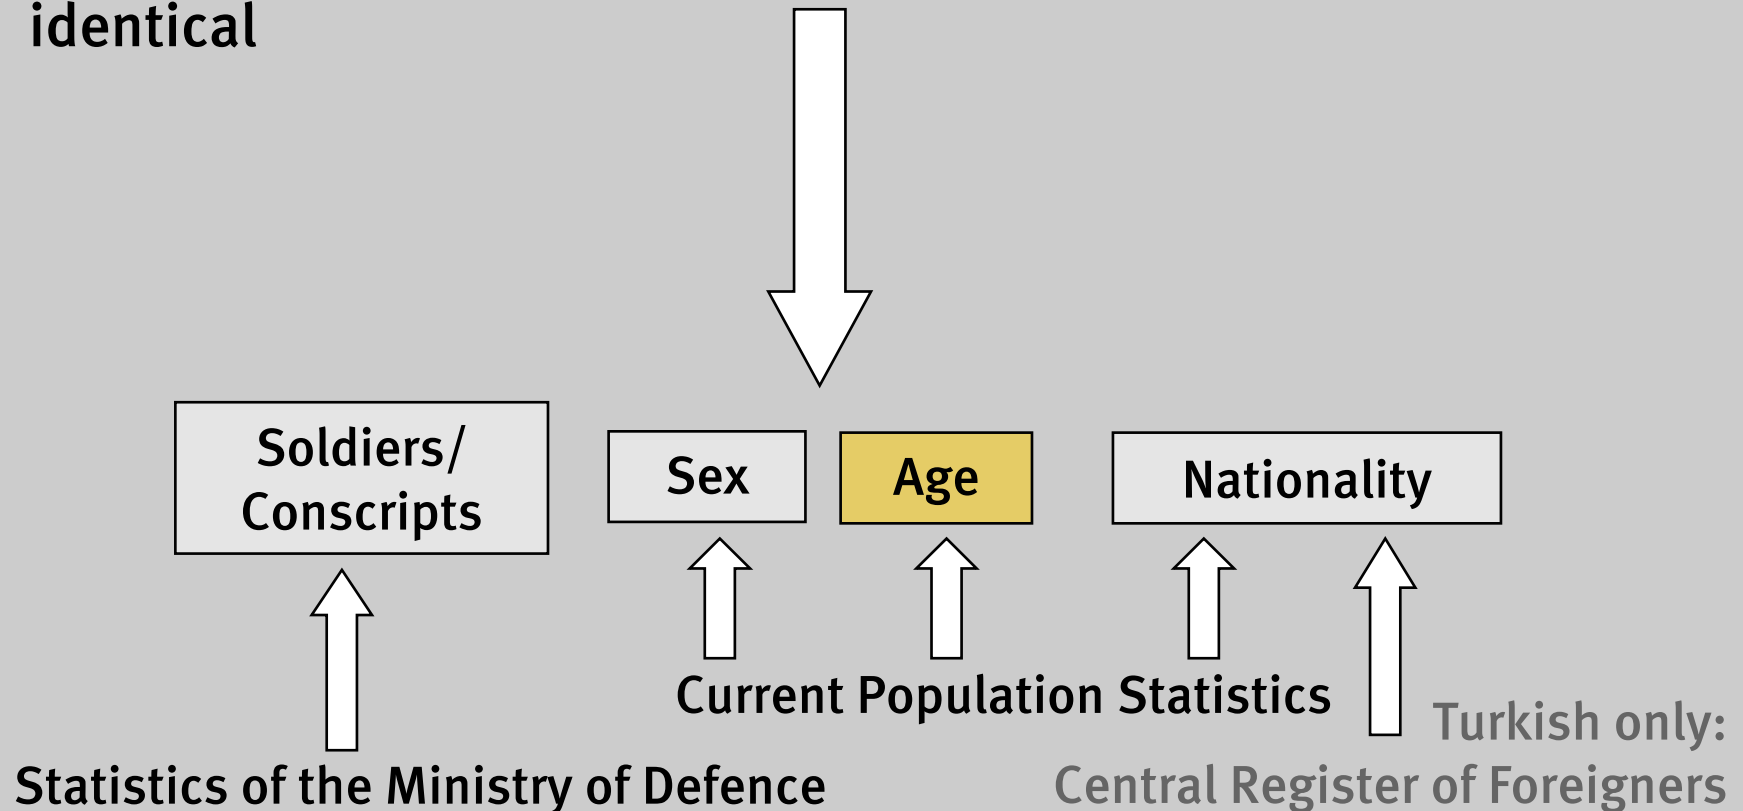 identical
Soldiers/
Conscripts
Sex
Age
Nationality
Current Population Statistics
Turkish only:
Statistics of the Ministry of Defence
Central Register of Foreigners